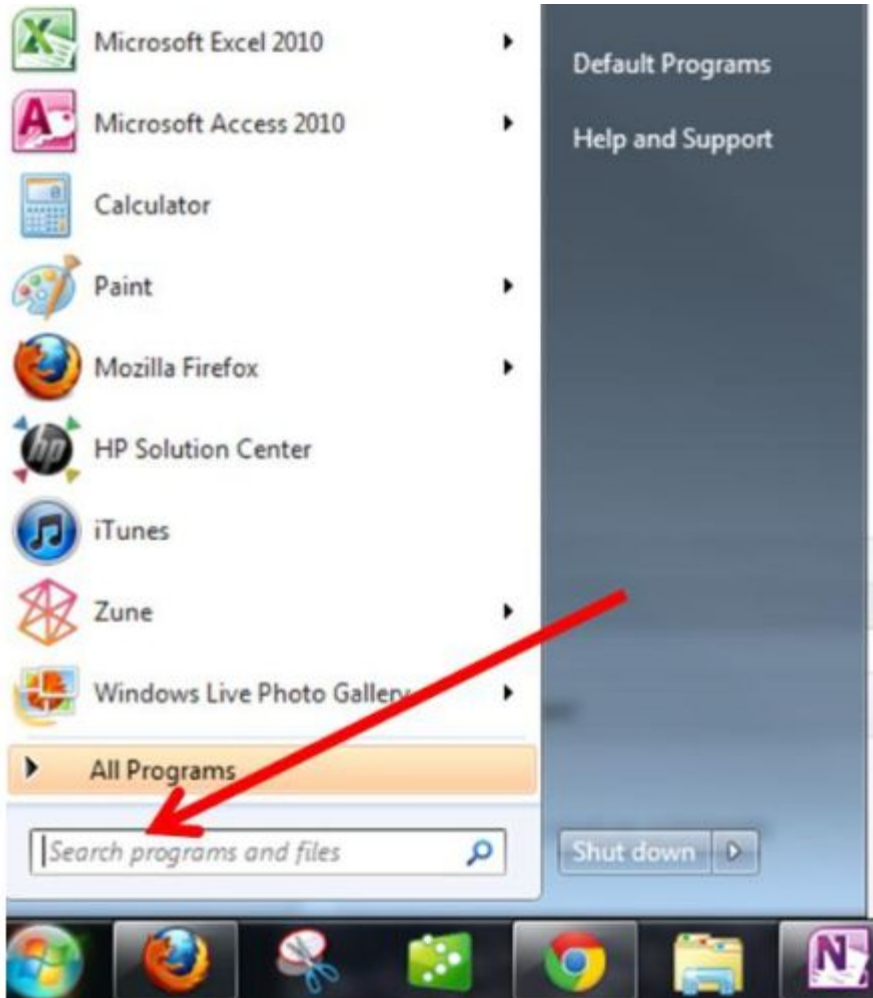 Microsoft Excel 2010
Microsoft Access 2010
Calculator
Paint
Mozilla Firefox
HP Solution Center
iTunes
Zune
Windows Live Photo Gallery
All Programs
Search programs and files
Default Programs
Help and Support
Shut down